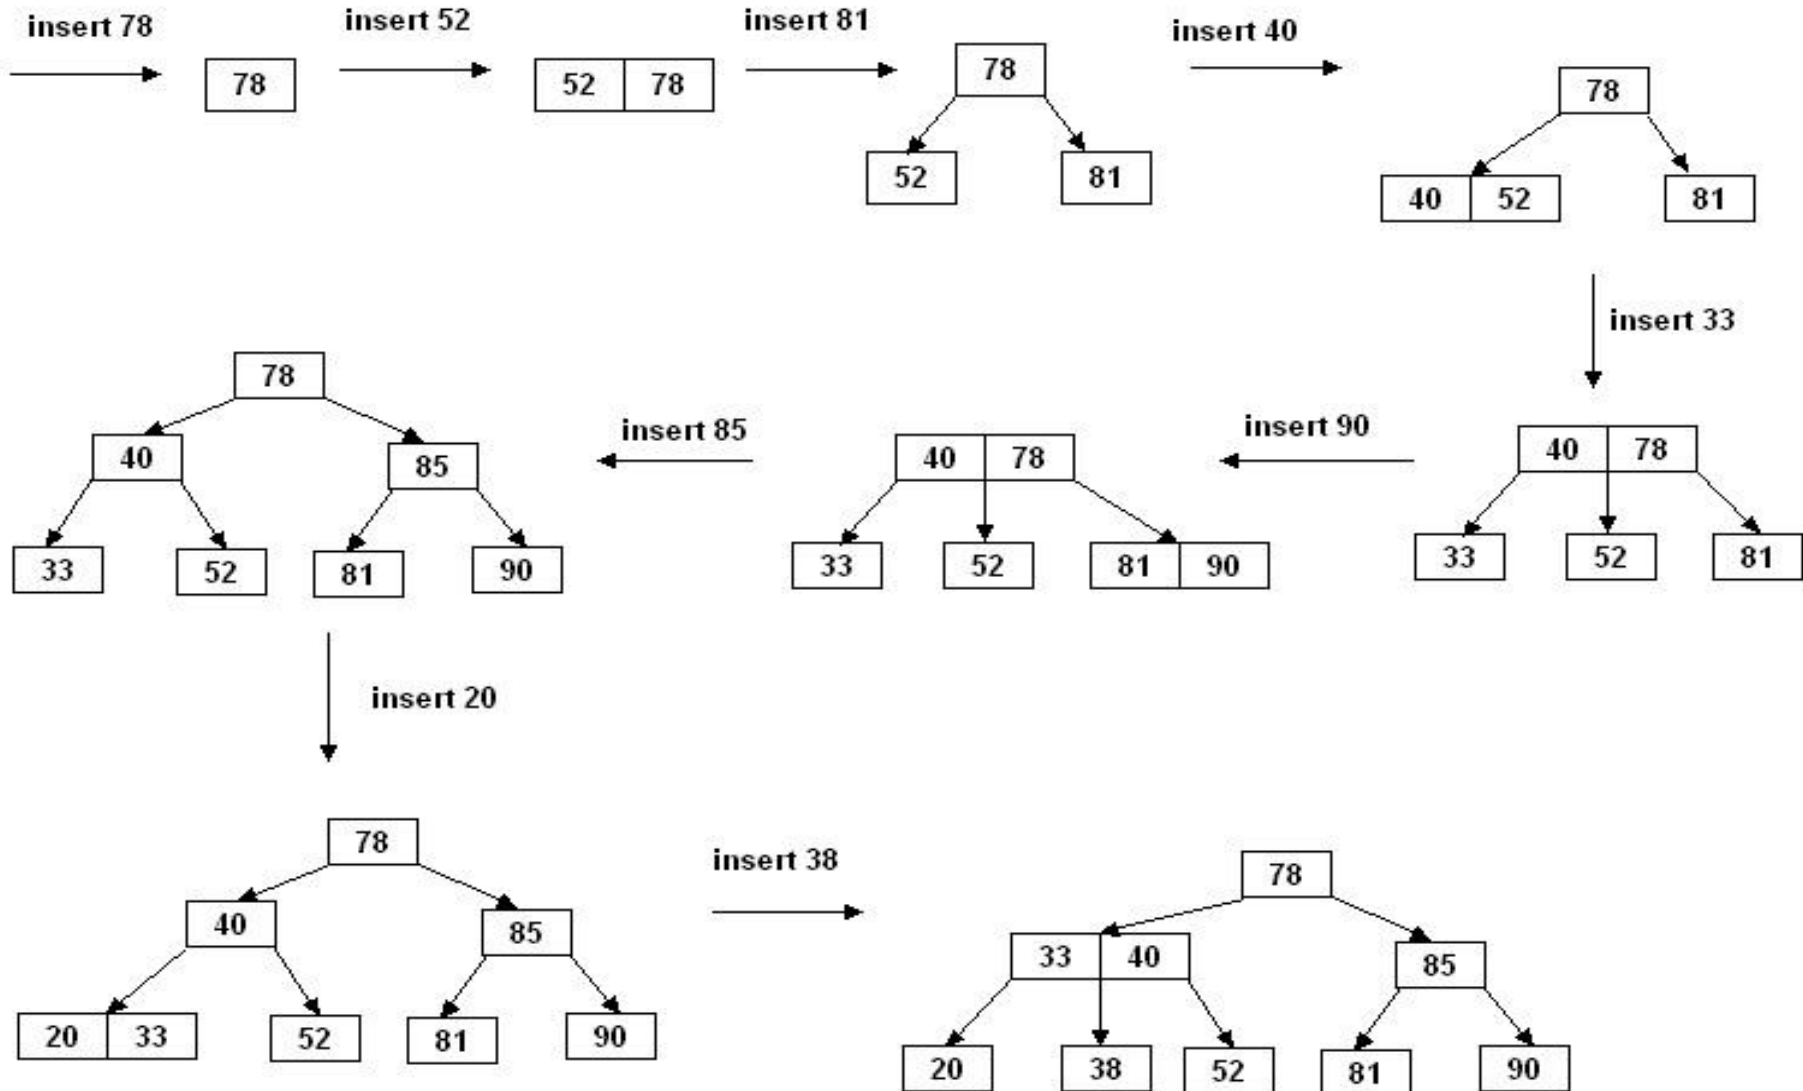 insert 78
78
insert 52
52 78
insert 81
78
52 81
insert 40
78
40 52 81
insert 33
40 78
33 52 81
insert 90
40 78
33 52 81 90
insert 85
78
40 85
33 52 81 90
insert 20
78
40 85
20 33 52 81 90
insert 38
78
33 40 85
20 38 52 81 90